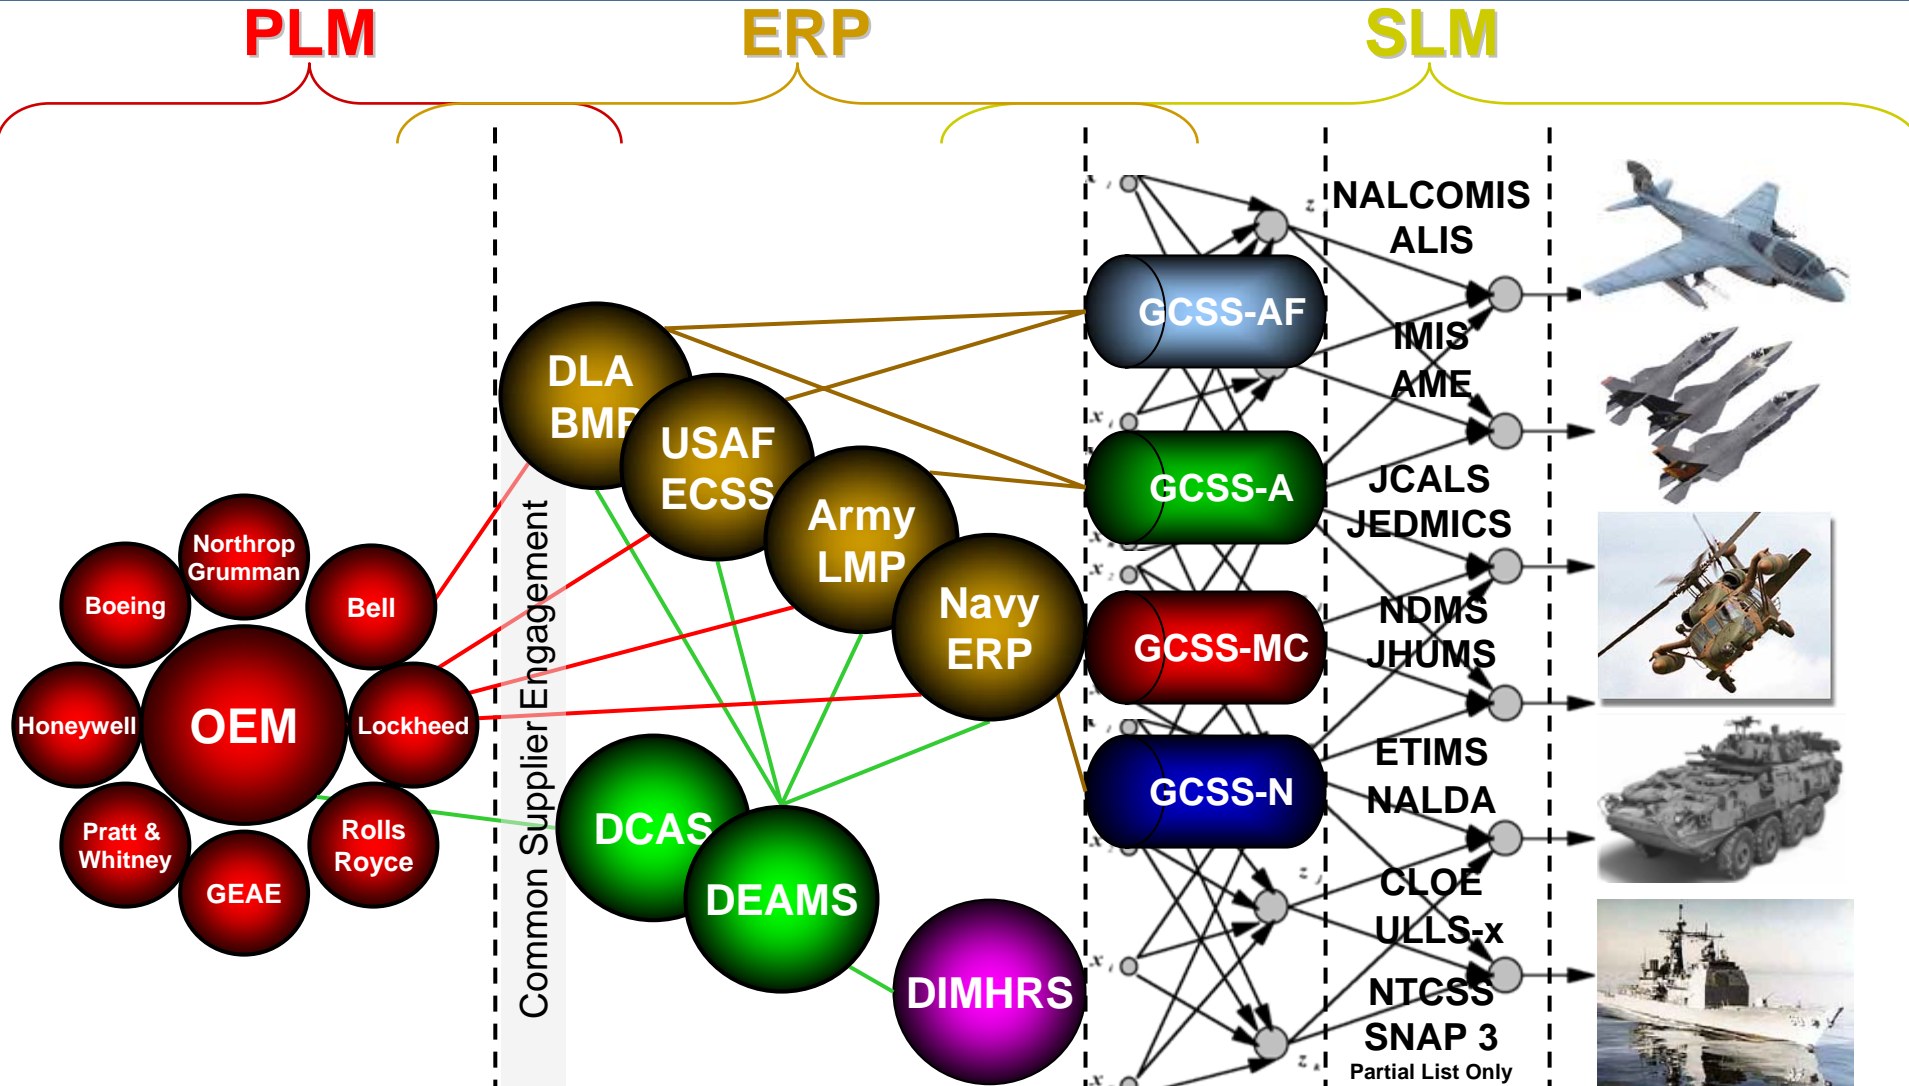 PLM
ERP
SLM
Northrop
Grumman
Boeing
Bell
Honeywell
OEM
Lockheed
Pratt &
Whitney
Rolls
Royce
GEAE
Common Supplier Engagement
DLA
BMP
USAF
ECSS
Army
LMP
Navy
ERP
DCAS
DEAMS
DIMHRS
GCSS-AF
GCSS-A
GCSS-MC
GCSS-N
NALCOMIS
ALIS
IMIS
AME
JCALS
JEDMICS
NDMS
JHUMS
ETIMS
NALDA
CLOE
ULLS-x
NTCSS
SNAP 3
Partial List Only